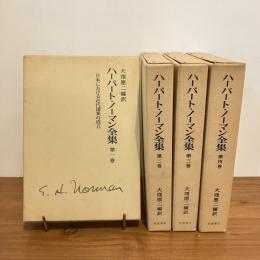 大窪愿二編訳
ハーバート・ノーマン全集 第一巻
日本における近代国家の成立
E. H. Norman
ハーバート・ノーマン全集 第二巻
大窪愿二編訳
ハーバート・ノーマン全集 第三巻
大窪愿二編訳
ハーバート・ノーマン全集 第四巻
大窪愿二編訳